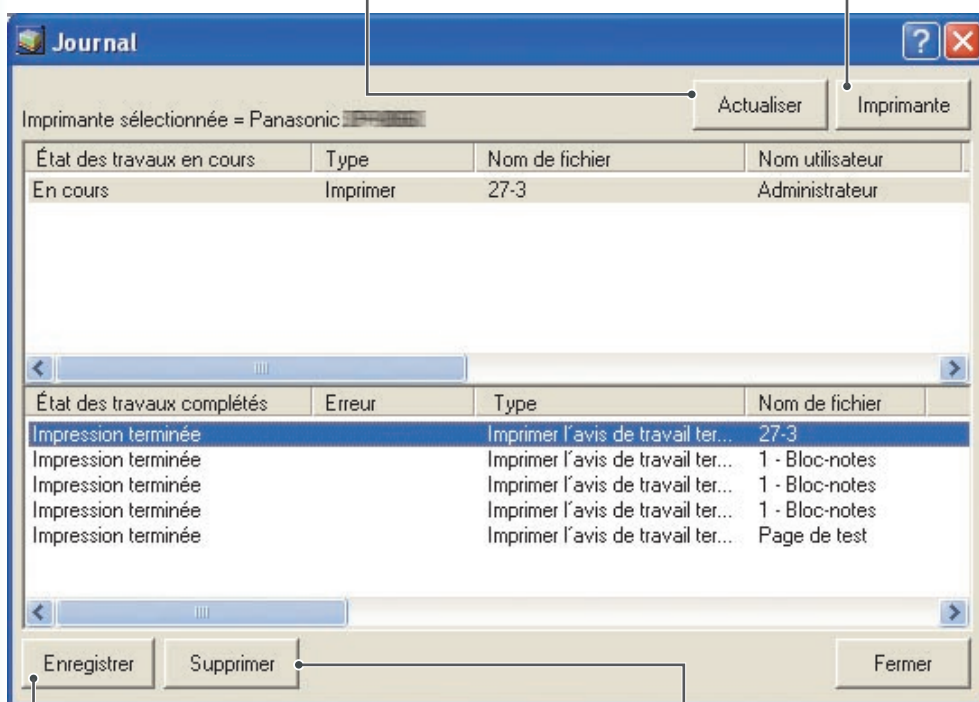 Journal
Actualiser Imprimante
Imprimante sélectionnée = Panasonic
État des travaux en cours Type Nom de fichier Nom utilisateur
En cours Imprimer 27-3 Administrateur
État des travaux complétés Erreur Type Nom de fichier
Impression terminée Imprimer l´avis de travail ter... 27-3
Impression terminée Imprimer l´avis de travail ter... 1 - Bloc-notes
Impression terminée Imprimer l´avis de travail ter... 1 - Bloc-notes
Impression terminée Imprimer l´avis de travail ter... 1 - Bloc-notes
Impression terminée Imprimer l´avis de travail ter... Page de test
Enregistrer Supprimer Fermer